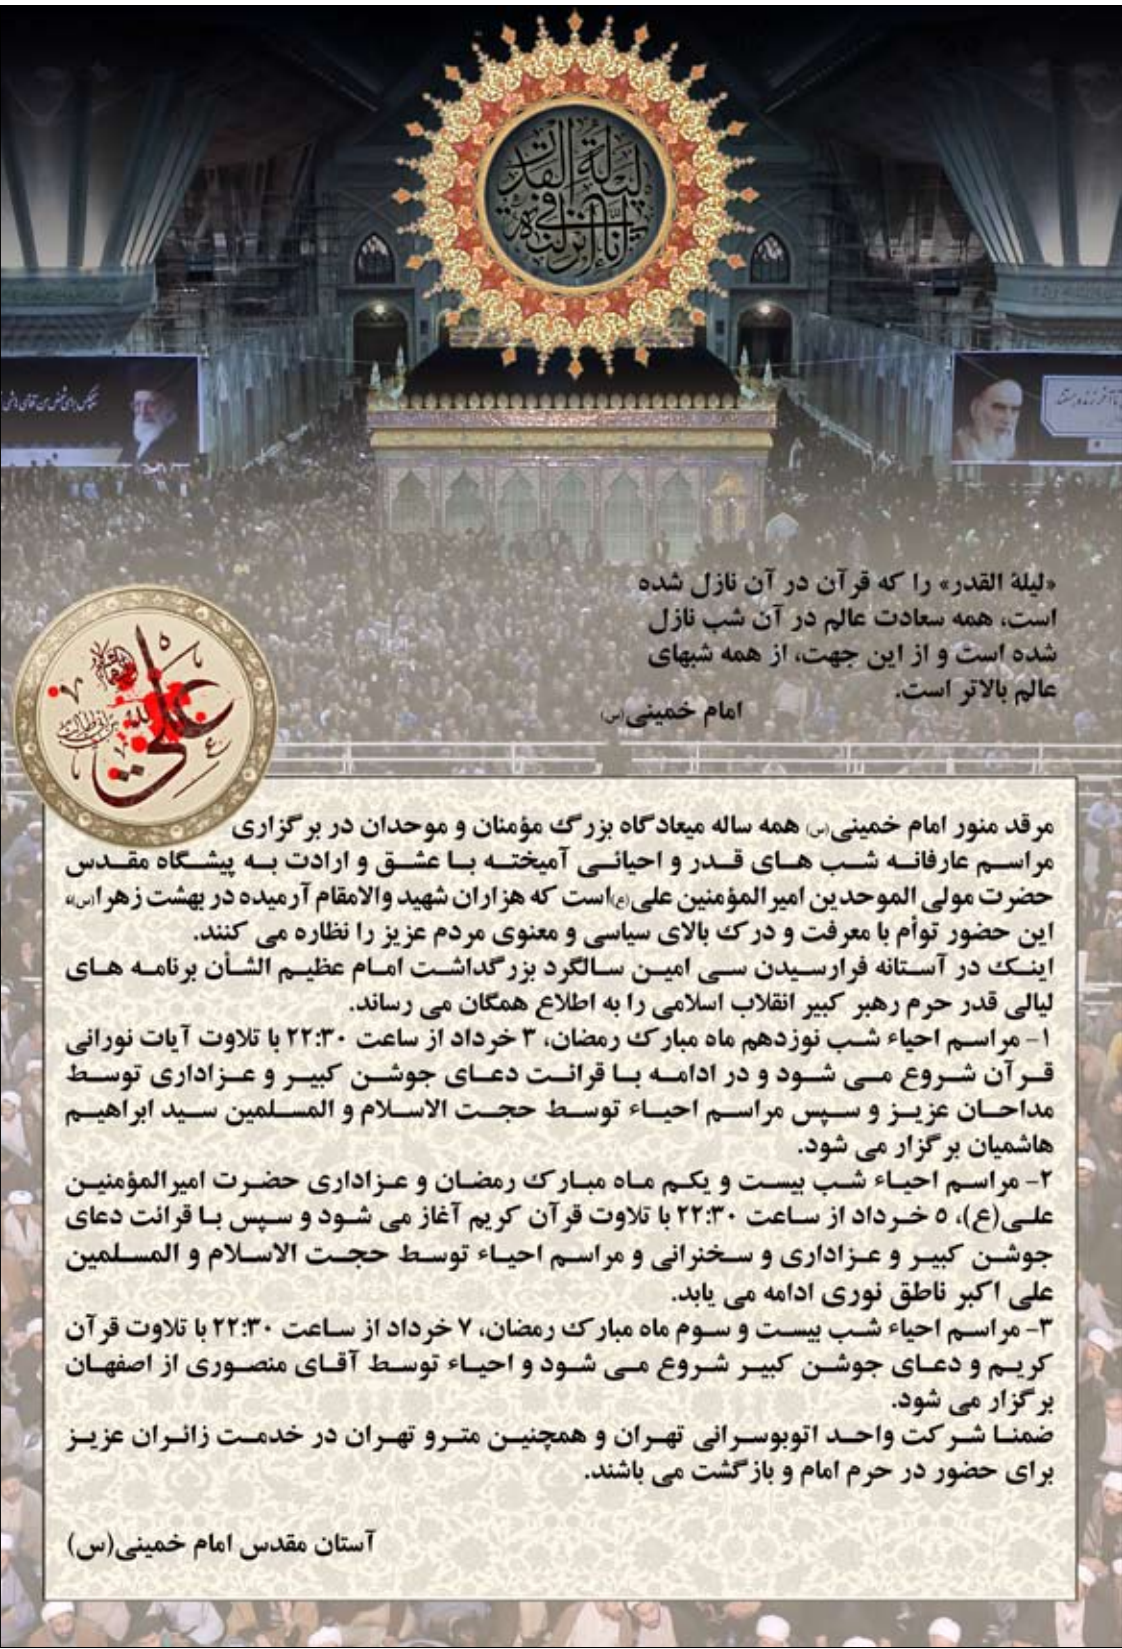 لیلة القدر
إنا أنزلناه في
«لیلة القدر» را که قرآن در آن نازل شده
است، همه سعادت عالم در آن شب نازل
شده است و از این جهت، از همه شبهای
عالم بالاتر است.
امام خمینی(س)
علی
مرقد منور امام خمینی(س) همه ساله میعادگاه بزرگ مؤمنان و موحدان در برگزاری
مراسم عارفانه شب های قدر و احیائی آمیخته با عشق و ارادت به پیشگاه مقدس
حضرت مولی الموحدین امیرالمؤمنین علی(ع)است که هزاران شهید والامقام آرمیده در بهشت زهرا(س)،
این حضور توأم با معرفت و درک بالای سیاسی و معنوی مردم عزیز را نظاره می کنند.
اینک در آستانه فرارسیدن سی امین سالگرد بزرگداشت امام عظیم الشأن برنامه های
لیالی قدر حرم رهبر کبیر انقلاب اسلامی را به اطلاع همگان می رساند.
۱- مراسم احیاء شب نوزدهم ماه مبارک رمضان، ۳ خرداد از ساعت ۲۲:۳۰ با تلاوت آیات نورانی
قرآن شروع می شود و در ادامه با قرائت دعای جوشن کبیر و عزاداری توسط
مداحان عزیز و سپس مراسم احیاء توسط حجت الاسلام و المسلمین سید ابراهیم
هاشمیان برگزار می شود.
۲- مراسم احیاء شب بیست و یکم ماه مبارک رمضان و عزاداری حضرت امیرالمؤمنین
علی(ع)، ۵ خرداد از ساعت ۲۲:۳۰ با تلاوت قرآن کریم آغاز می شود و سپس با قرائت دعای
جوشن کبیر و عزاداری و سخنرانی و مراسم احیاء توسط حجت الاسلام و المسلمین
علی اکبر ناطق نوری ادامه می یابد.
۳- مراسم احیاء شب بیست و سوم ماه مبارک رمضان، ۷ خرداد از ساعت ۲۲:۳۰ با تلاوت قرآن
کریم و دعای جوشن کبیر شروع می شود و احیاء توسط آقای منصوری از اصفهان
برگزار می شود.
ضمنا شرکت واحد اتوبوسرانی تهران و همچنین مترو تهران در خدمت زائران عزیز
برای حضور در حرم امام و بازگشت می باشند.
آستان مقدس امام خمینی(س)